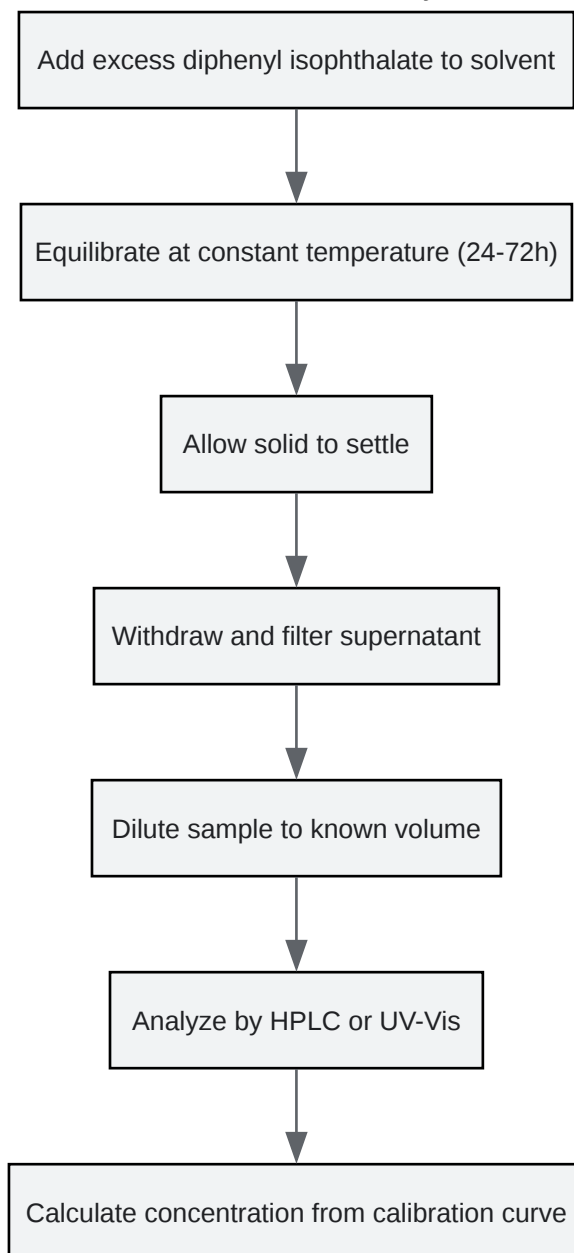 Add excess diphenyl isophthalate to solvent
Equilibrate at constant temperature (24-72h)
Allow solid to settle
Withdraw and filter supernatant
Dilute sample to known volume
Analyze by HPLC or UV-Vis
Calculate concentration from calibration curve